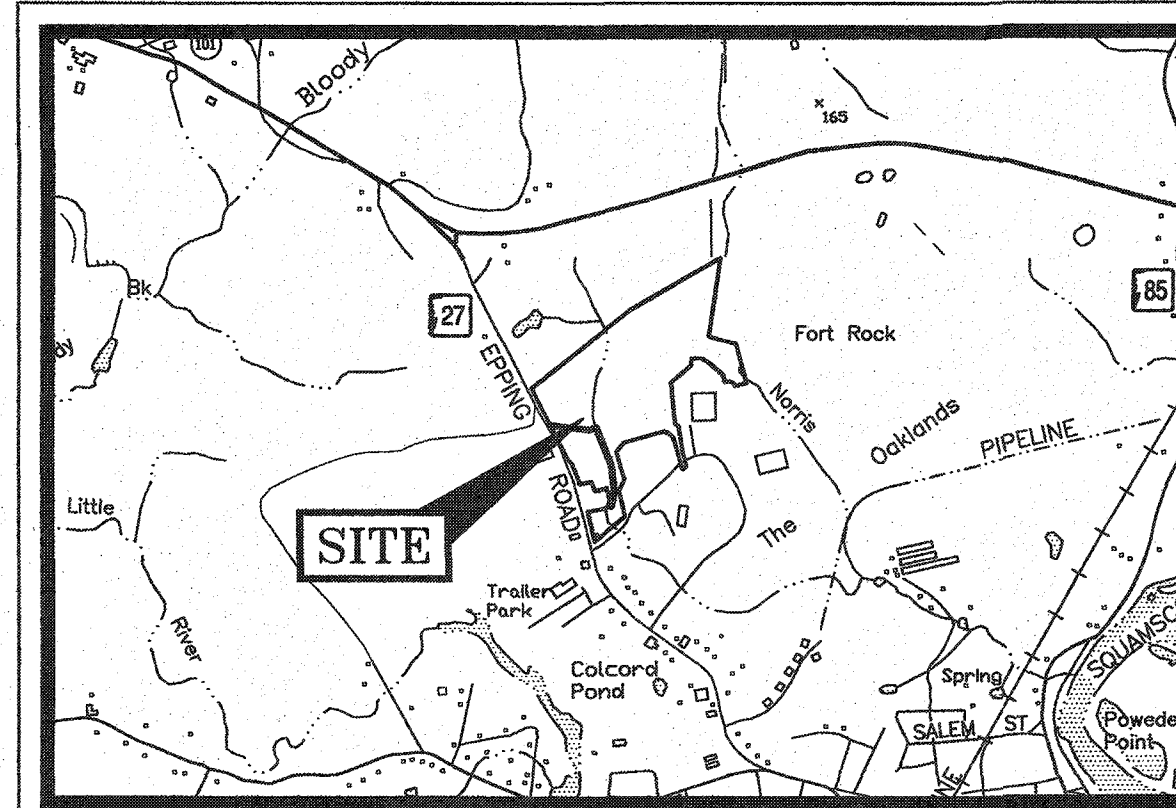 101
Bloody
165
Bk
27
85
Fort Rock
EPPING
Norris
Oaklands
PIPELINE
Little
ROAD
SITE
The
Trailer
Park
River
Colcord
Pond
Spring
SQUAMSC
SALEM ST
Powde
Point